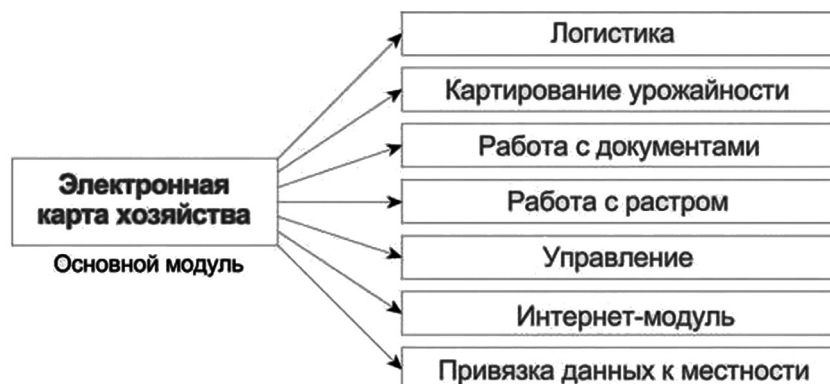 Электронная
карта хозяйства
Основной модуль
Логистика
Картирование урожайности
Работа с документами
Работа с растром
Управление
Интернет-модуль
Привязка данных к местности